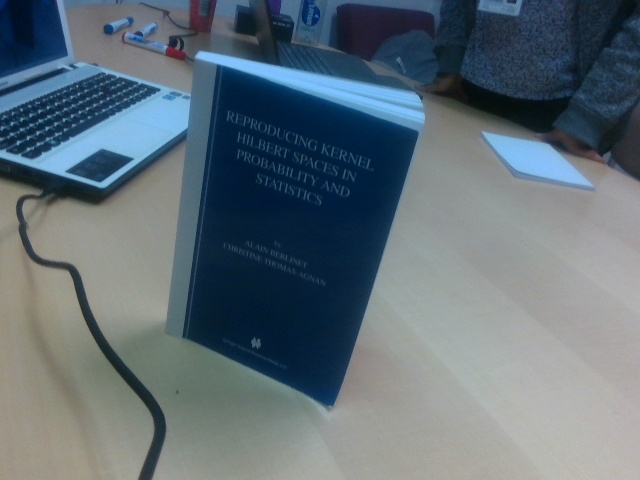 REPRODUCING KERNEL
HILBERT SPACES IN
PROBABILITY AND
STATISTICS
by
ALAIN BERLINET
CHRISTINE THOMAS-AGNAN